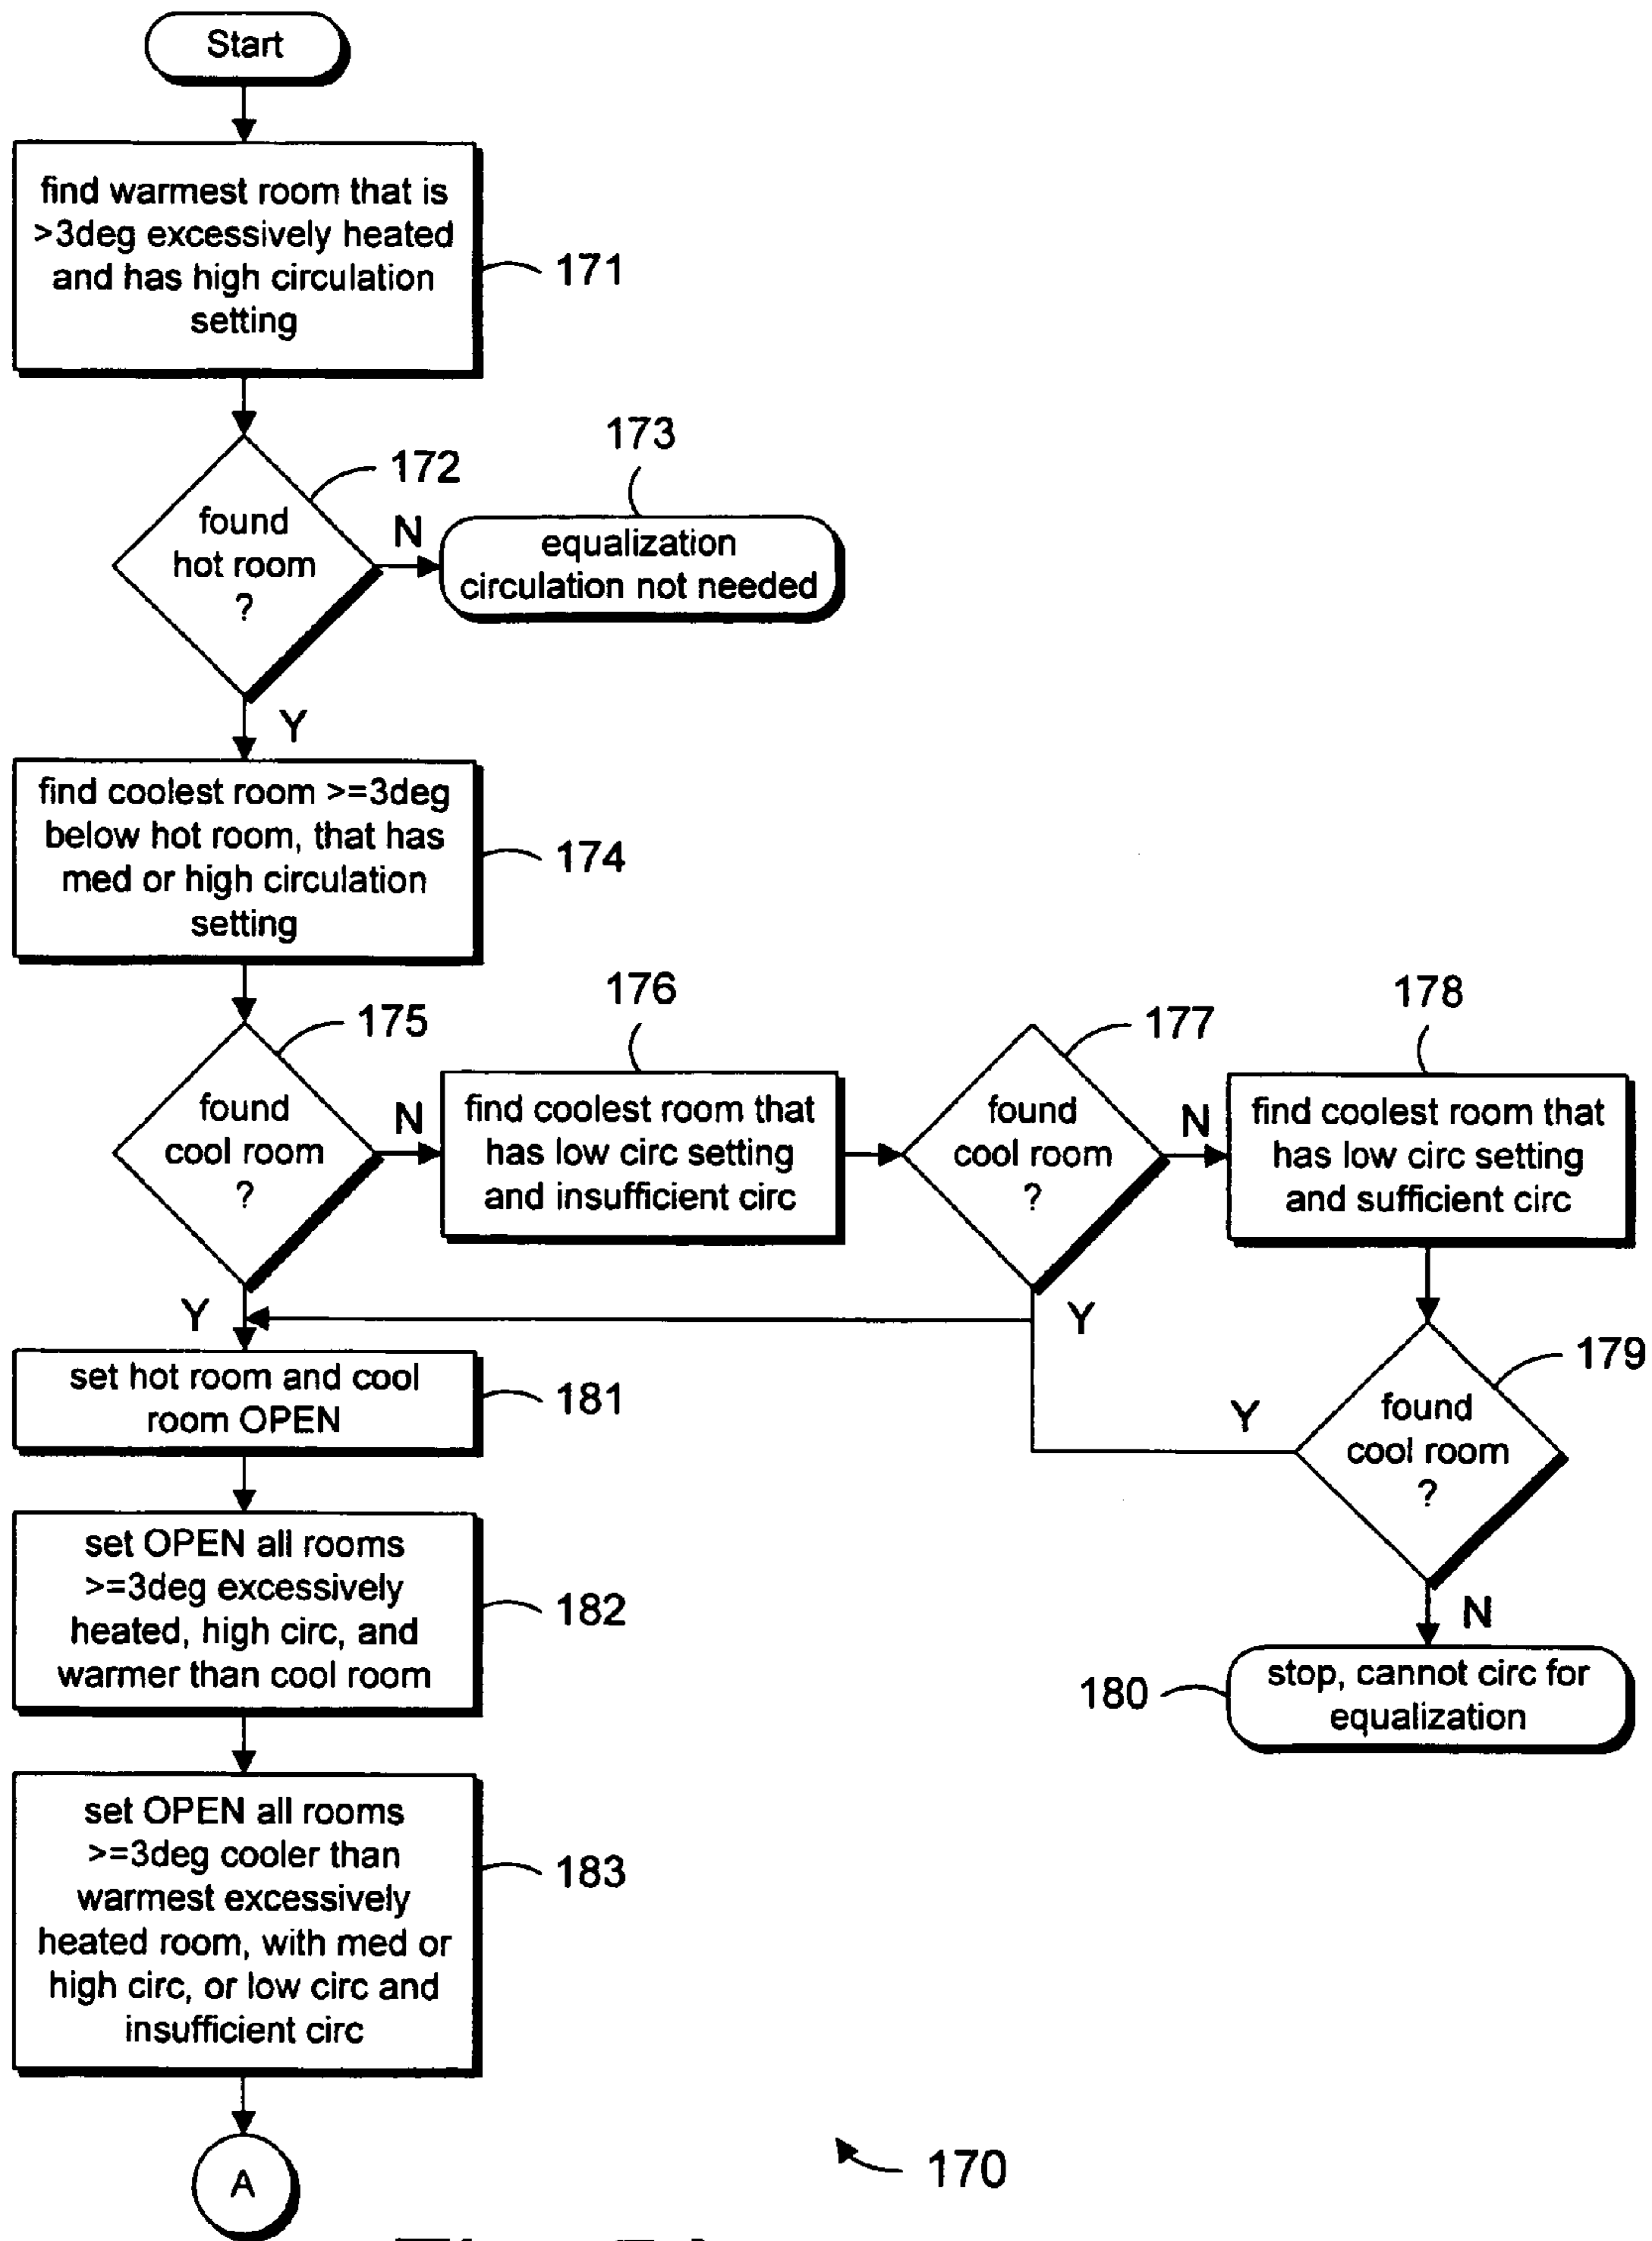 Start
find warmest room that is
>3deg excessively heated
and has high circulation
setting
171
172
found
hot room
?
N
173
equalization
circulation not needed
Y
find coolest room >=3deg
below hot room, that has
med or high circulation
setting
174
175
found
cool room
?
N
176
find coolest room that
has low circ setting
and insufficient circ
177
found
cool room
?
N
178
find coolest room that
has low circ setting
and sufficient circ
Y
Y
179
found
cool room
?
Y
N
180
stop, cannot circ for
equalization
set hot room and cool
room OPEN
181
set OPEN all rooms
>=3deg excessively
heated, high circ, and
warmer than cool room
182
set OPEN all rooms
>=3deg cooler than
warmest excessively
heated room, with med or
high circ, or low circ and
insufficient circ
183
A
170